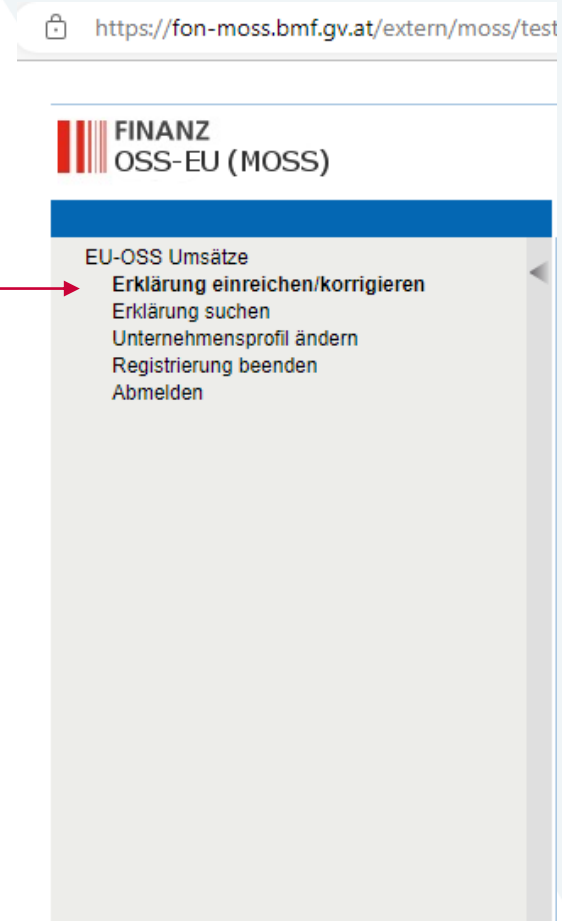 https://fon-moss.bmf.gv.at/extern/moss/test
FINANZ
OSS-EU (MOSS)
EU-OSS Umsätze
Erklärung einreichen/korrigieren
Erklärung suchen
Unternehmensprofil ändern
Registrierung beenden
Abmelden